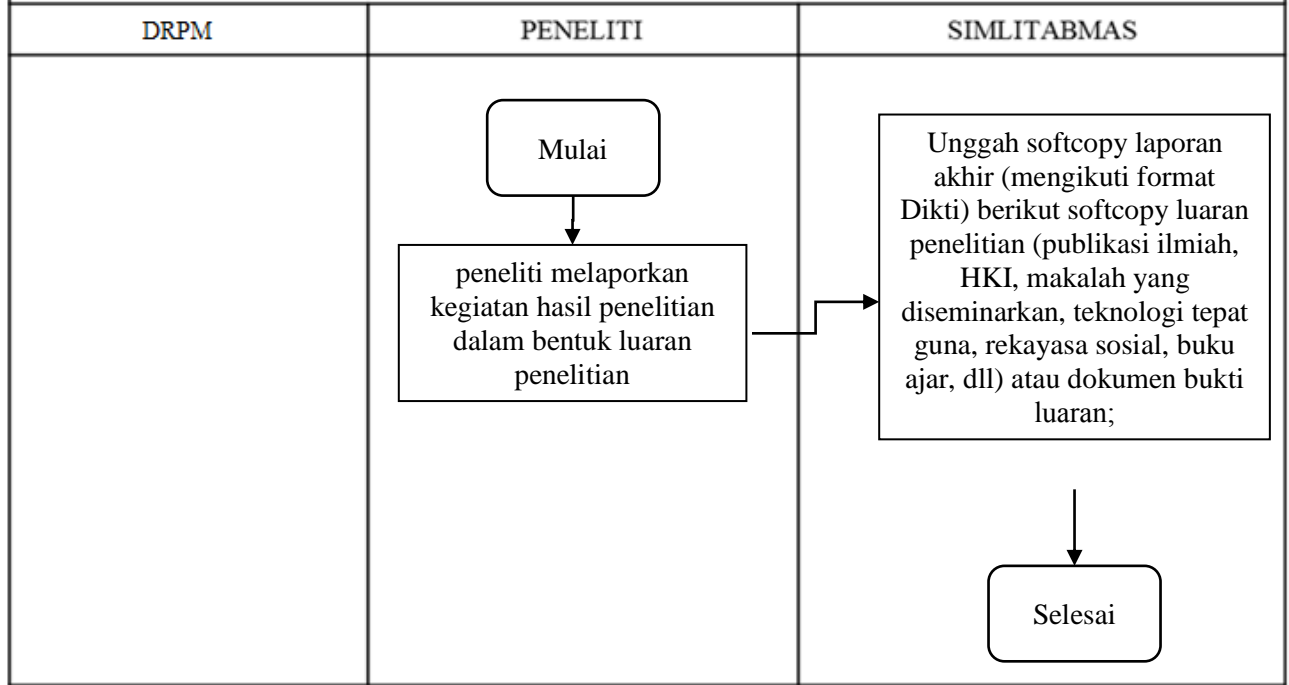 DRPM
PENELITI
SIMLITABMAS
Mulai
peneliti melaporkan
kegiatan hasil penelitian
dalam bentuk luaran
penelitian
Unggah softcopy laporan
akhir (mengikuti format
Dikti) berikut softcopy luaran
penelitian (publikasi ilmiah,
HKI, makalah yang
diseminarkan, teknologi tepat
guna, rekayasa sosial, buku
ajar, dll) atau dokumen bukti
luaran;
Selesai